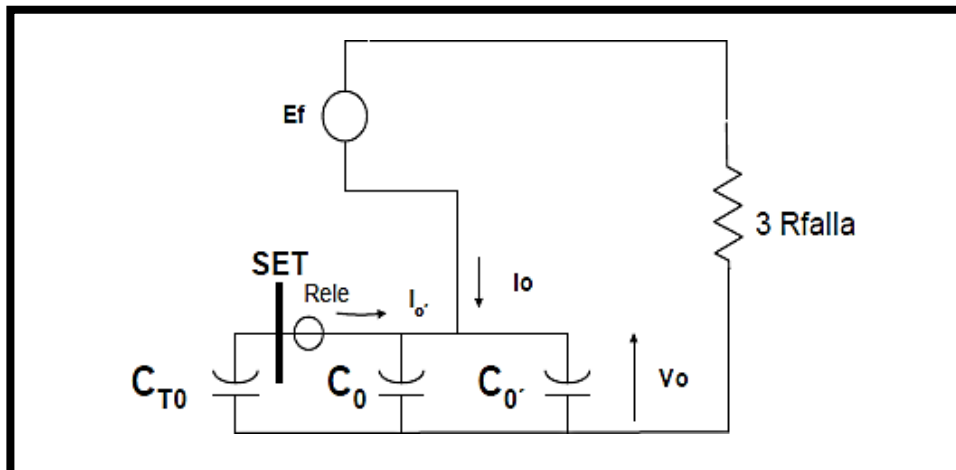 Ef
3 Rfalla
SET
Rele
Io'
Io
CT0
C0
C0'
Vo